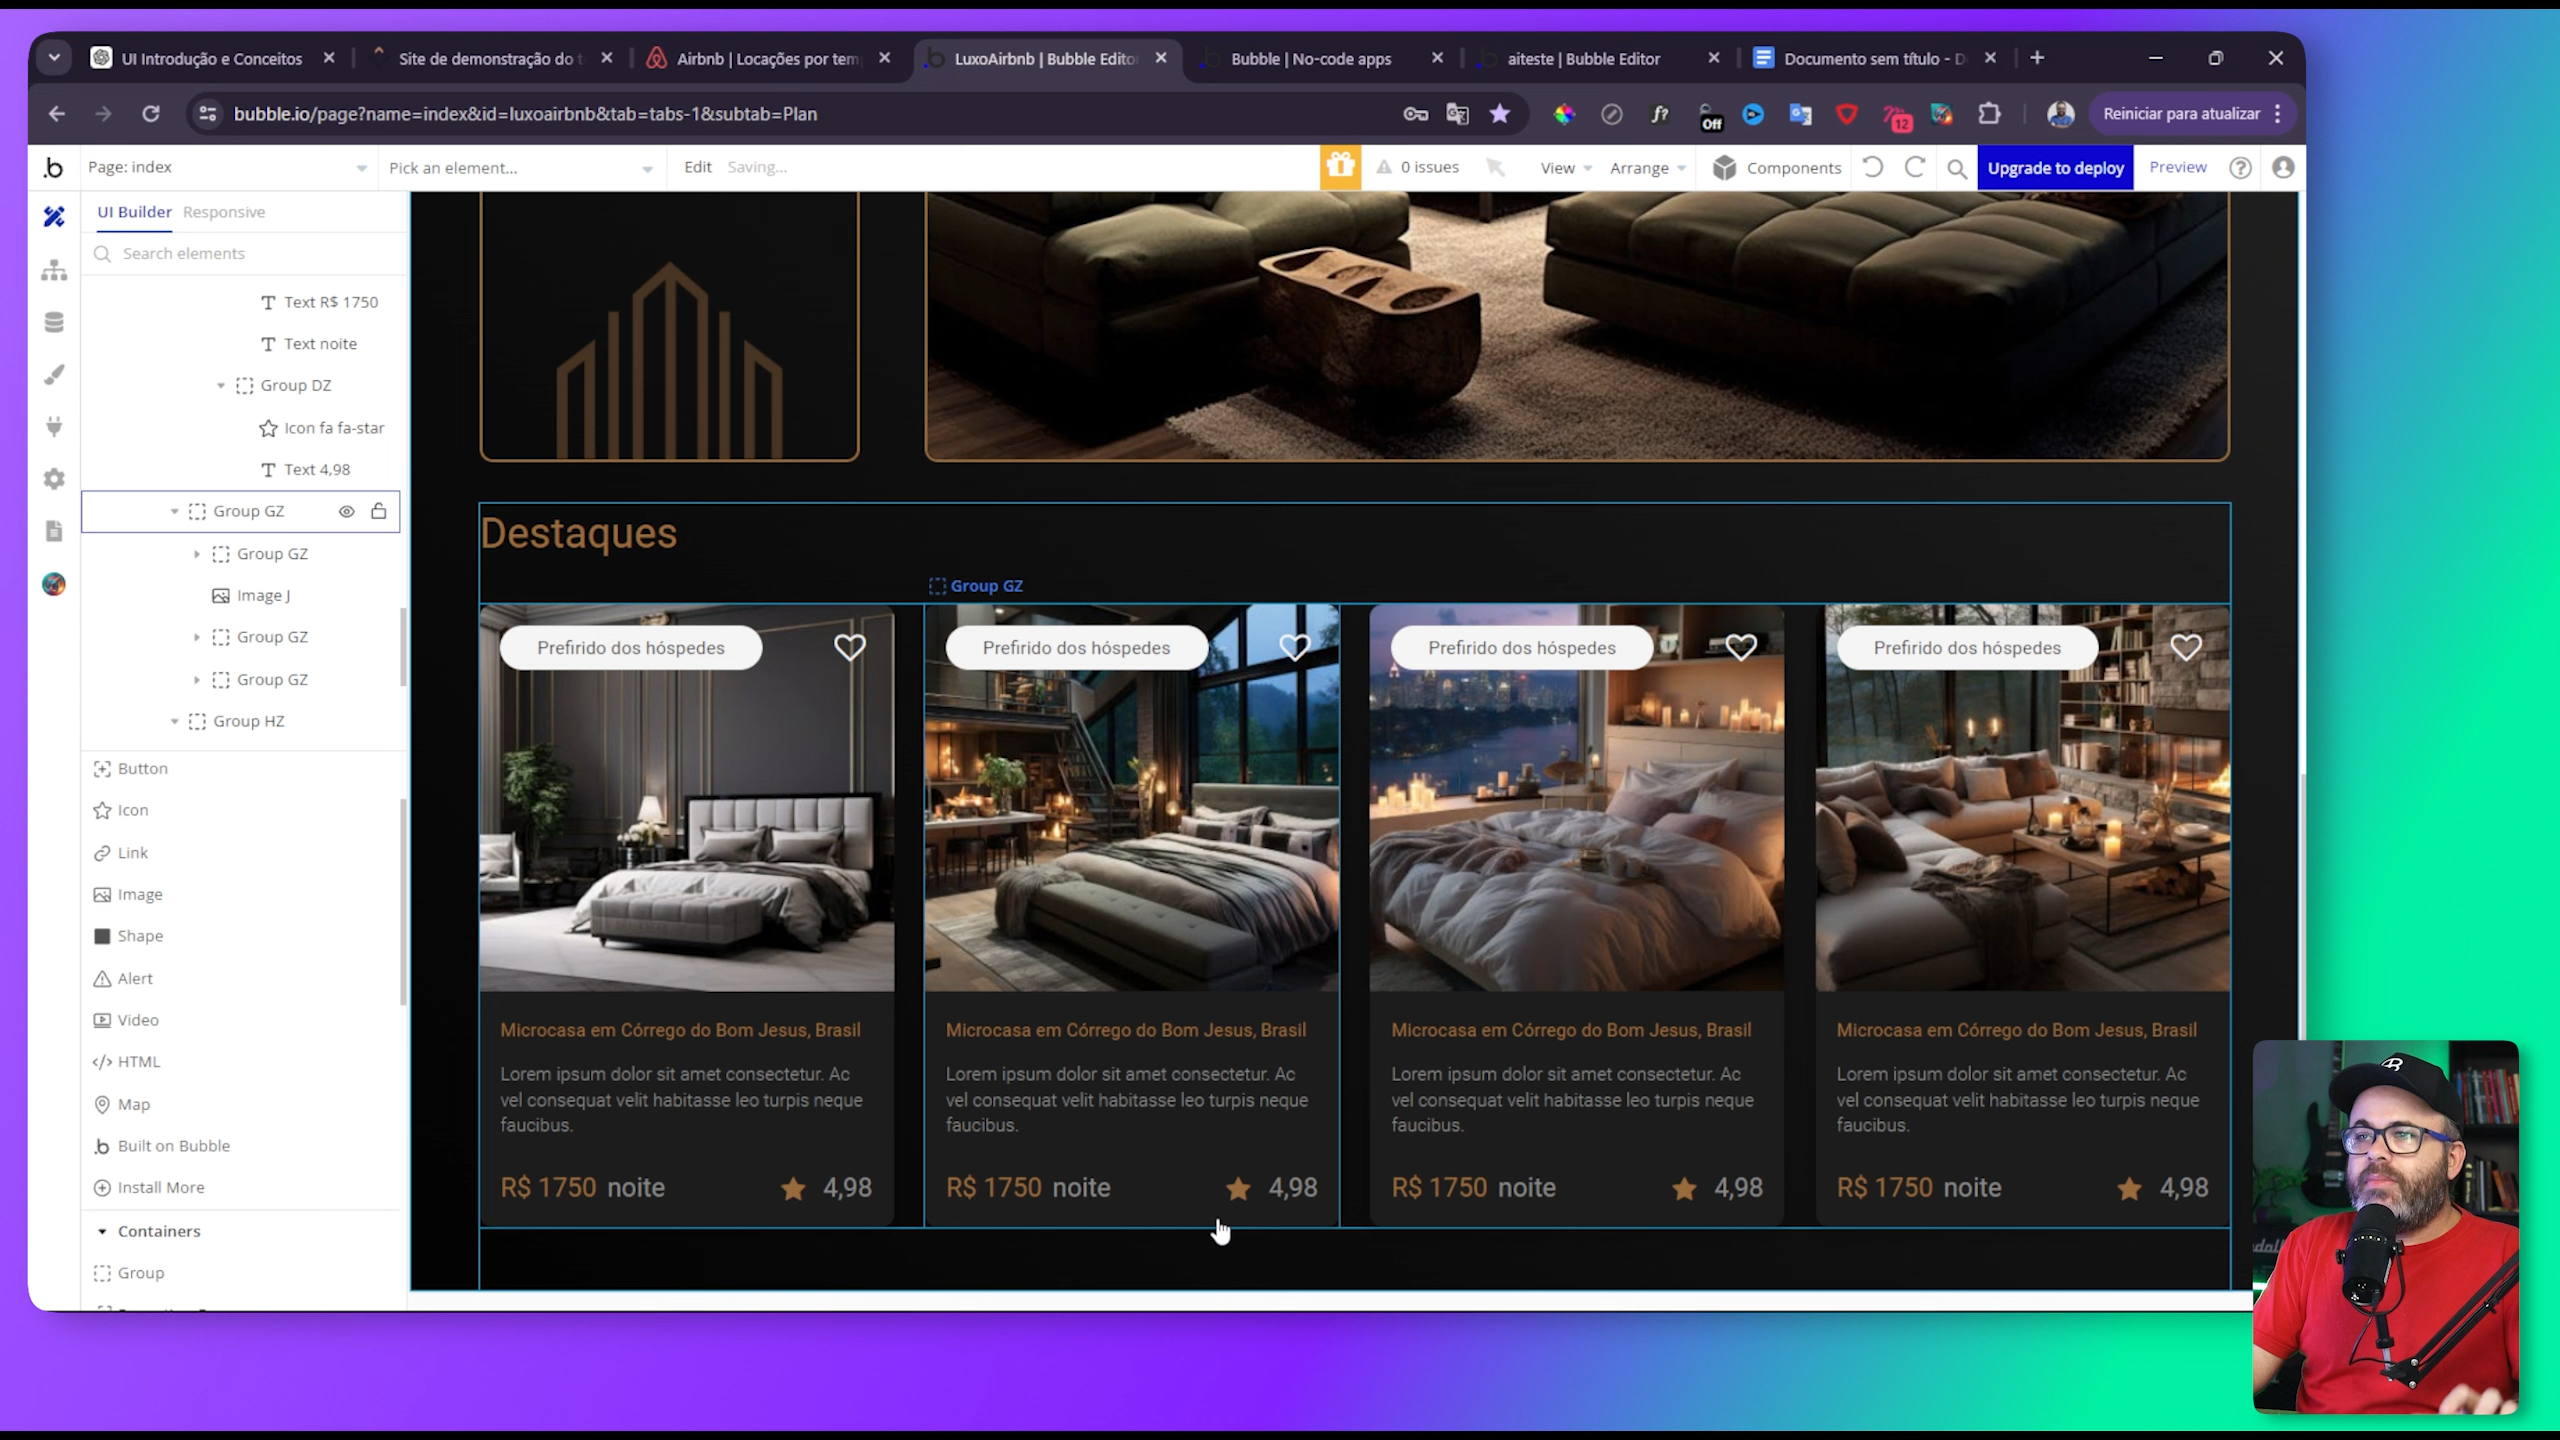 UI Introdução e Conceitos
Site de demonstração do t
Airbnb | Locações por tem
LuxoAirbnb | Bubble Edito
Bubble | No-code apps
aiteste | Bubble Editor
Documento sem título - D
bubble.io/page?name=index&id=luxoairbnb&tab=tabs-1&subtab=Plan
f?
Off
12
Reiniciar para atualizar
.b
Page: index
Pick an element...
Edit
Saving...
0 issues
View
Arrange
Components
Upgrade to deploy
Preview
UI Builder
Responsive
Search elements
Text R$ 1750
Text noite
Group DZ
Icon fa fa-star
Text 4,98
Group GZ
Group GZ
Image J
Group GZ
Group GZ
Group HZ
Button
Icon
Link
Image
Shape
Alert
Video
HTML
Map
Built on Bubble
Install More
Containers
Group
Destaques
Group GZ
Prefirido dos hóspedes
Prefirido dos hóspedes
Prefirido dos hóspedes
Prefirido dos hóspedes
Microcasa em Córrego do Bom Jesus, Brasil
Lorem ipsum dolor sit amet consectetur. Ac
vel consequat velit habitasse leo turpis neque
faucibus.
R$ 1750 noite
4,98
Microcasa em Córrego do Bom Jesus, Brasil
Lorem ipsum dolor sit amet consectetur. Ac
vel consequat velit habitasse leo turpis neque
faucibus.
R$ 1750 noite
4,98
Microcasa em Córrego do Bom Jesus, Brasil
Lorem ipsum dolor sit amet consectetur. Ac
vel consequat velit habitasse leo turpis neque
faucibus.
R$ 1750 noite
4,98
Microcasa em Córrego do Bom Jesus, Brasil
Lorem ipsum dolor sit amet consectetur. Ac
vel consequat velit habitasse leo turpis neque
faucibus.
R$ 1750 noite
4,98